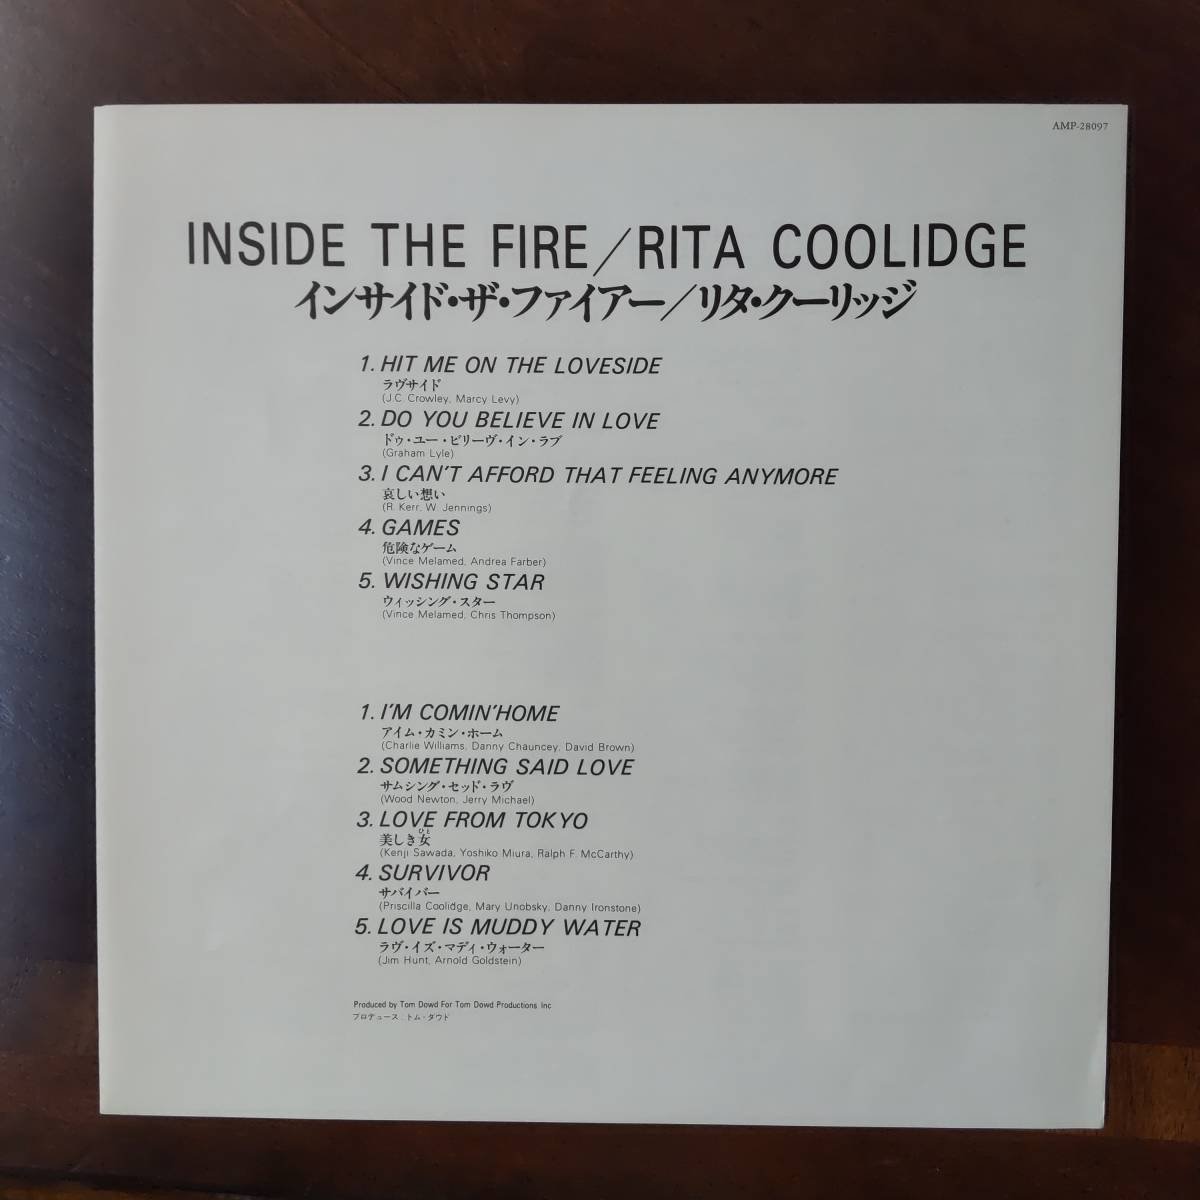 AMP-28097
INSIDE THE FIRE/RITA COOLIDGE
インサイド・ザ・ファイアー/リタ・クーリッジ
1. HIT ME ON THE LOVESIDE
ラヴサイド
(J.C. Crowley, Marcy Levy)
2. DO YOU BELIEVE IN LOVE
ドゥ・ユー・ビリーヴ・イン・ラブ
(Graham Lyle)
3. I CAN'T AFFORD THAT FEELING ANYMORE
哀しい想い
(R. Kerr, W. Jennings)
4. GAMES
危険なゲーム
(Vince Melamed, Andrea Farber)
5. WISHING STAR
ウィッシング・スター
(Vince Melamed, Chris Thompson)
1. I'M COMIN'HOME
アイム・カミン・ホーム
(Charlie Williams, Danny Chauncey, David Brown)
2. SOMETHING SAID LOVE
サムシング・セッド・ラヴ
(Wood Newton, Jerry Michael)
3. LOVE FROM TOKYO
ひと
美しき女
(Kenji Sawada, Yoshiko Miura, Ralph F. McCarthy)
4. SURVIVOR
サバイバー
(Priscilla Coolidge, Mary Unobsky, Danny Ironstone)
5. LOVE IS MUDDY WATER
ラヴ・イズ・マディ・ウォーター
(Jim Hunt, Arnold Goldstein)
Produced by Tom Dowd For Tom Dowd Productions Inc
プロデュース:トム・ダウド